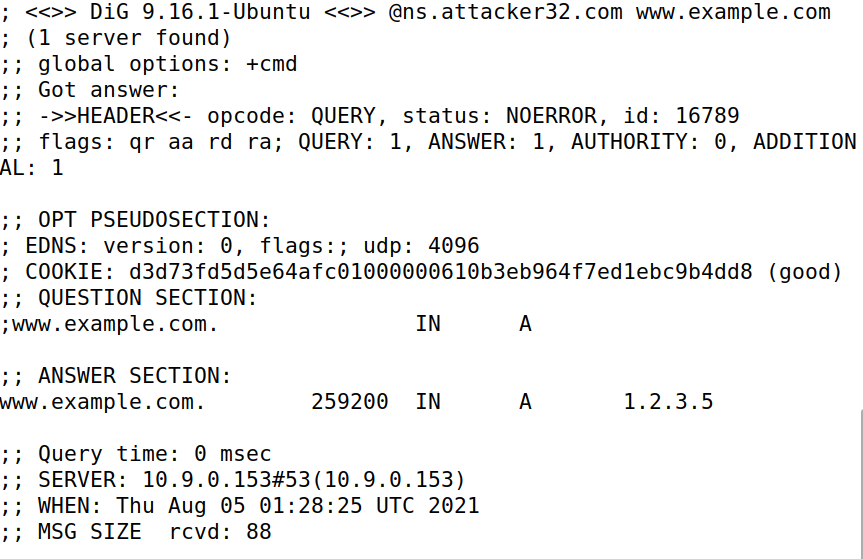 ; <<>> DiG 9.16.1-Ubuntu <<>> @ns.attacker32.com www.example.com
; (1 server found)
;; global options: +cmd
;; Got answer:
;; ->>HEADER<<- opcode: QUERY, status: NOERROR, id: 16789
;; flags: qr aa rd ra; QUERY: 1, ANSWER: 1, AUTHORITY: 0, ADDITION
AL: 1

;; OPT PSEUDOSECTION:
; EDNS: version: 0, flags:; udp: 4096
; COOKIE: d3d73fd5d5e64afc01000000610b3eb964f7ed1ebc9b4dd8 (good)
;; QUESTION SECTION:
;www.example.com.               IN      A

;; ANSWER SECTION:
www.example.com.        259200  IN      A       1.2.3.5

;; Query time: 0 msec
;; SERVER: 10.9.0.153#53(10.9.0.153)
;; WHEN: Thu Aug 05 01:28:25 UTC 2021
;; MSG SIZE  rcvd: 88